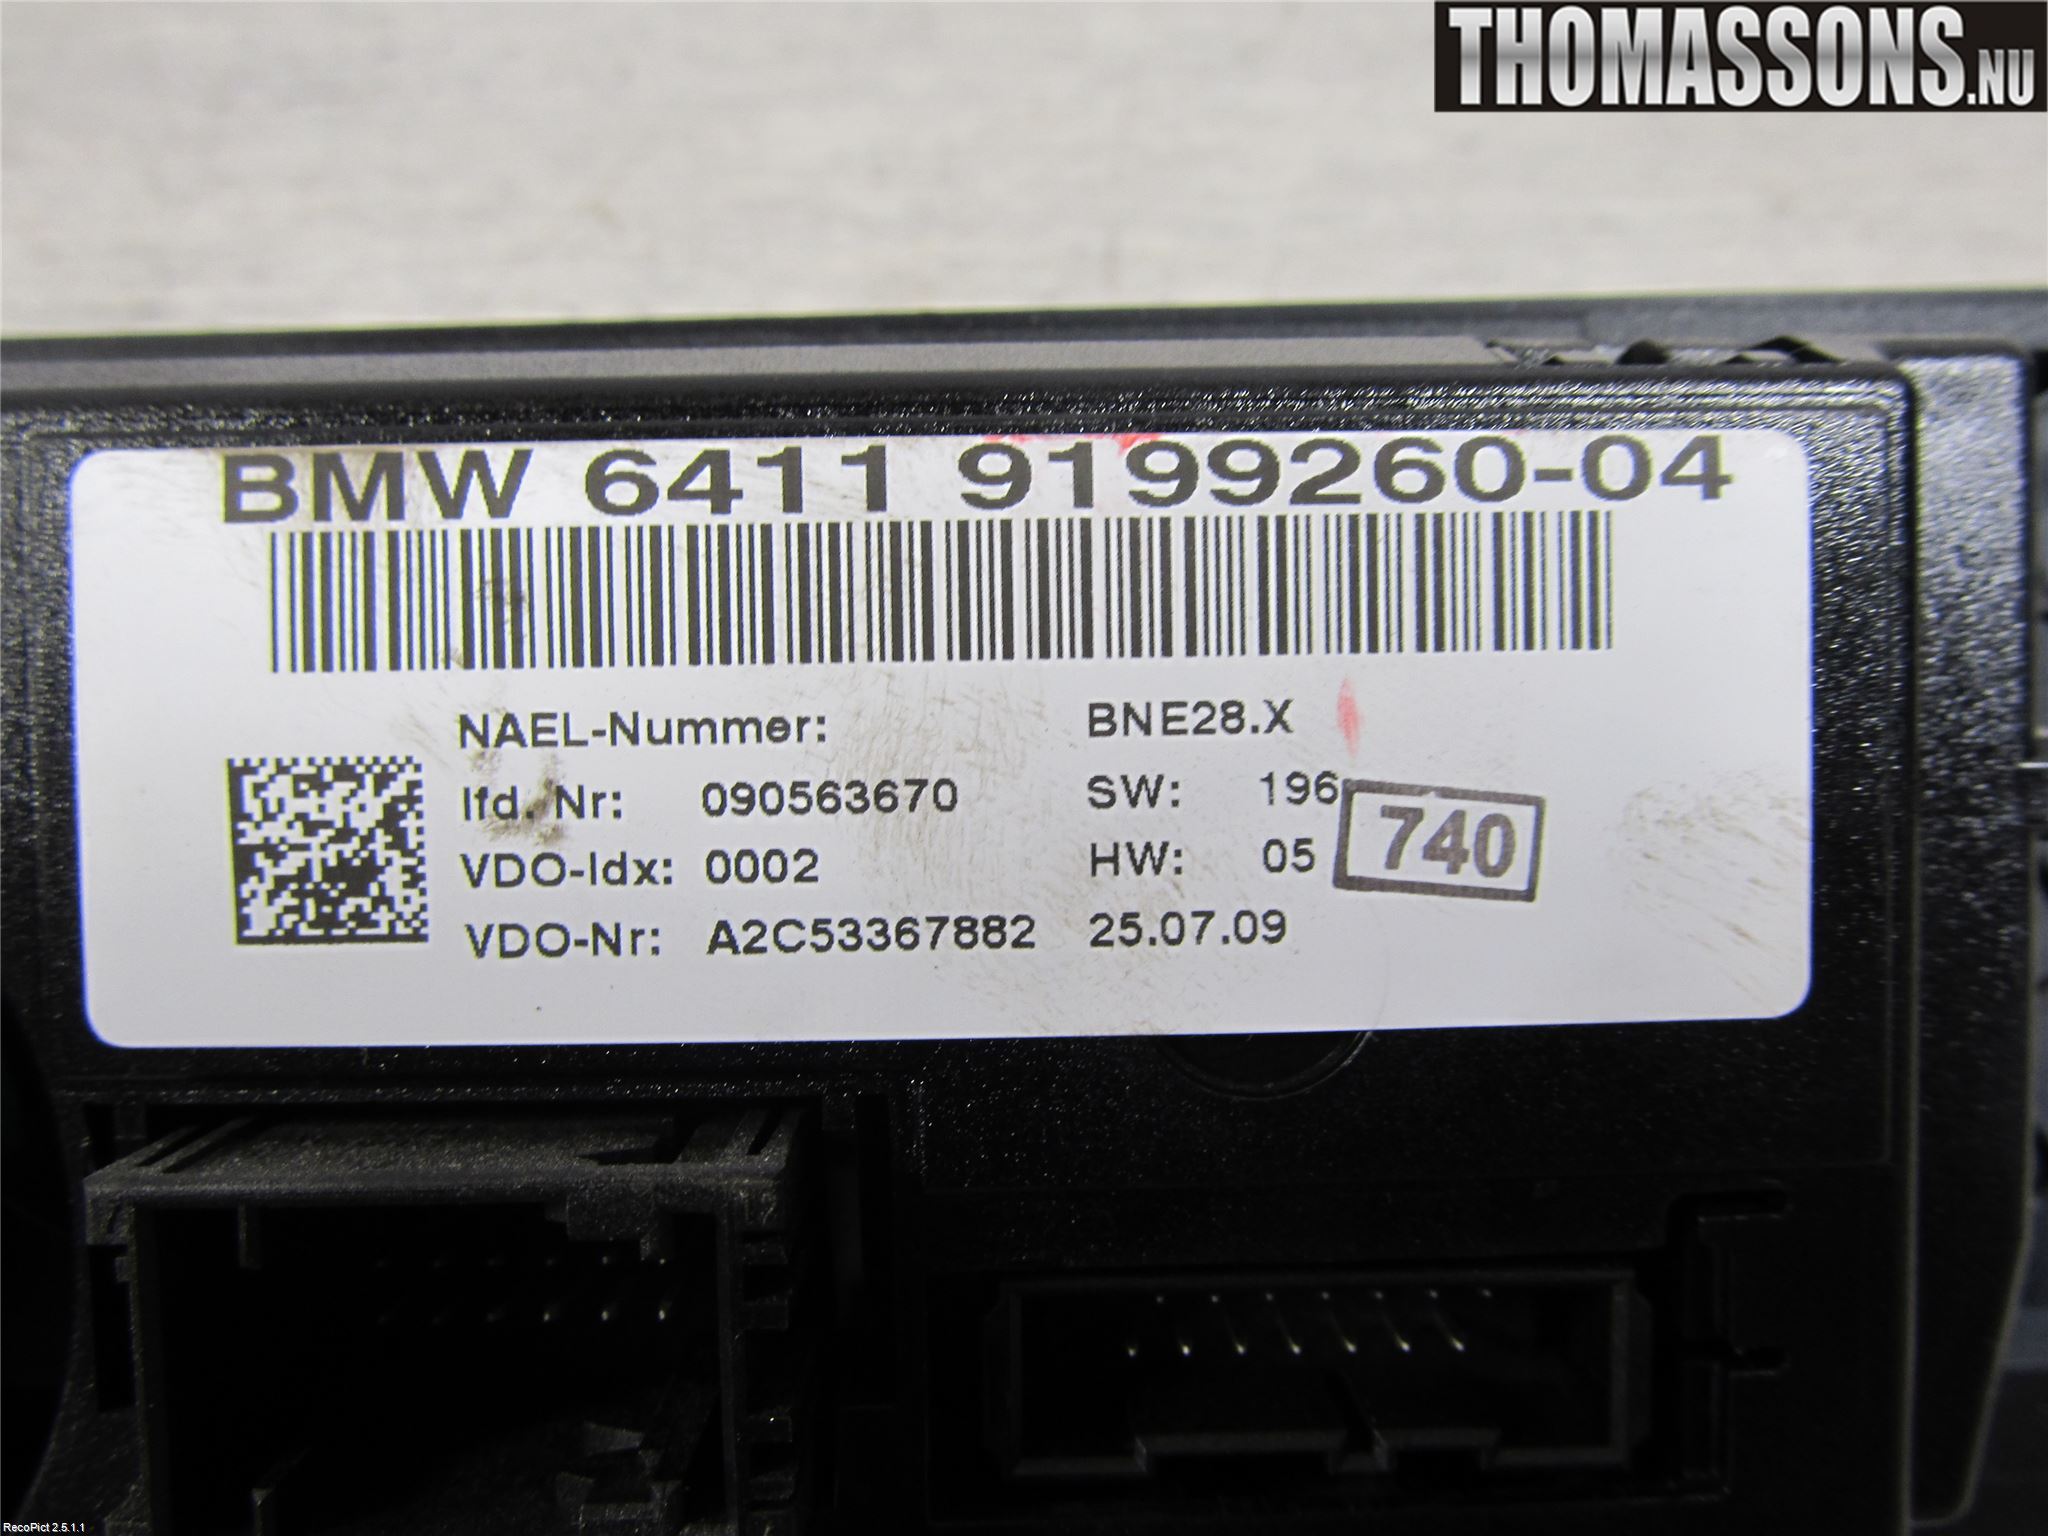 THOMASSONS.NU
BMW 6411 9199260-04
NAEL-Nummer: BNE28.X
lfd. Nr: 090563670 SW: 196
VDO-Idx: 0002 HW: 05 740
VDO-Nr: A2C53367882 25.07.09
RecoPict 2.5.1.1